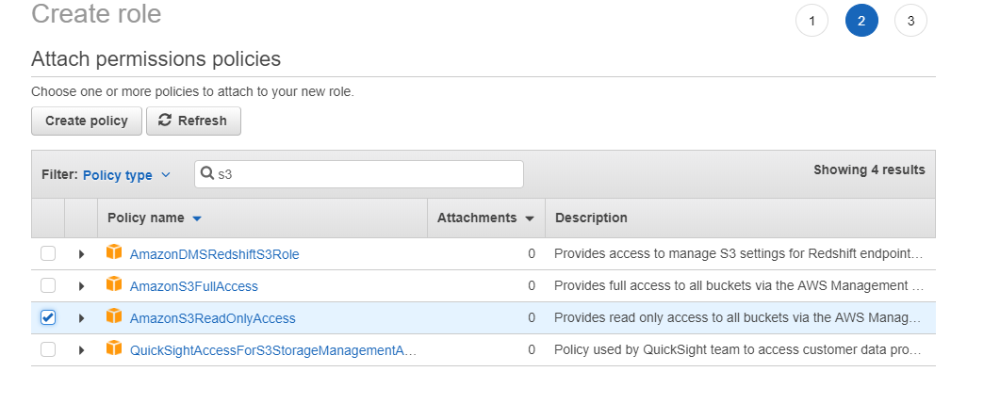 Create role
1 2 3
Attach permissions policies
Choose one or more policies to attach to your new role.
Create policy Refresh
Filter: Policy type s3 Showing 4 results
Policy name Attachments Description
AmazonDMSRedshiftS3Role 0 Provides access to manage S3 settings for Redshift endpoint…
AmazonS3FullAccess 0 Provides full access to all buckets via the AWS Management …
AmazonS3ReadOnlyAccess 0 Provides read only access to all buckets via the AWS Manag…
QuickSightAccessForS3StorageManagementA… 0 Policy used by QuickSight team to access customer data pro…